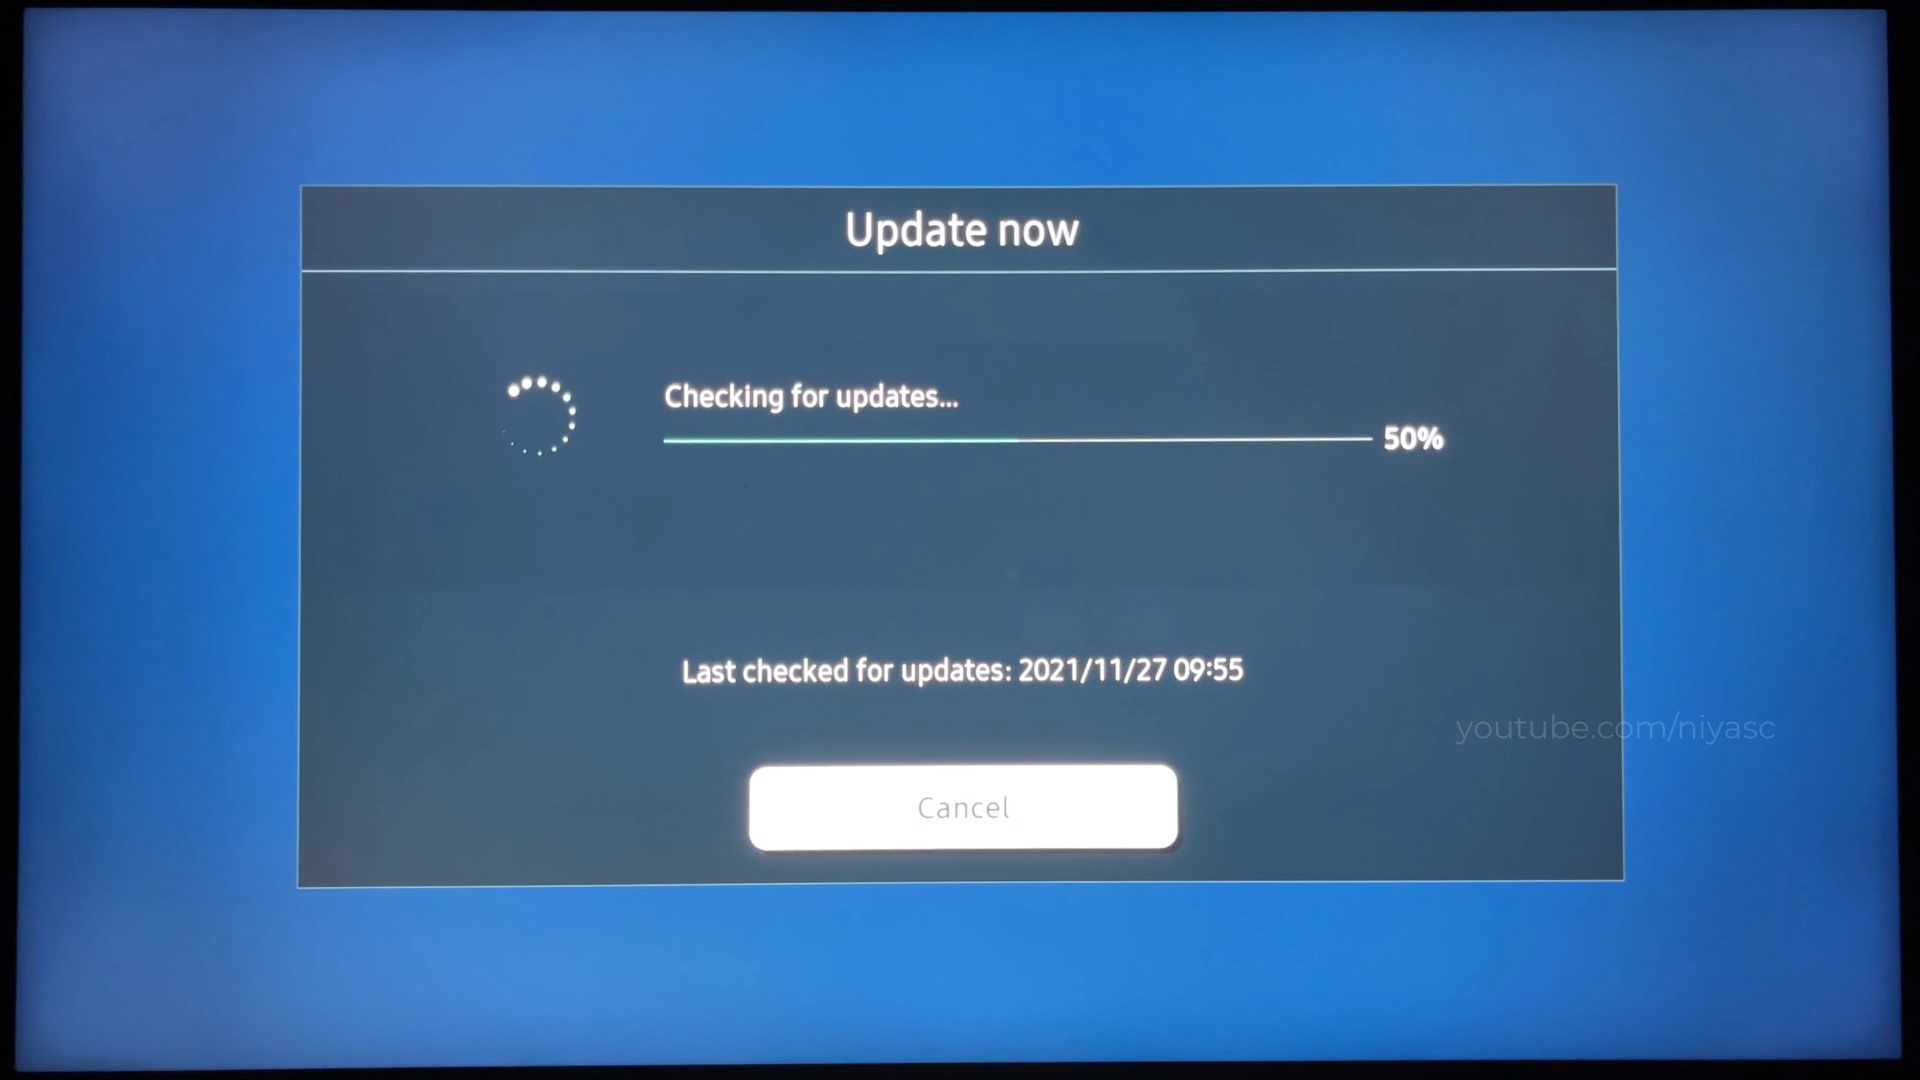 Update now
Checking for updates...
50%
Last checked for updates: 2021/11/27 09:55
youtube.com/niyasc
Cancel